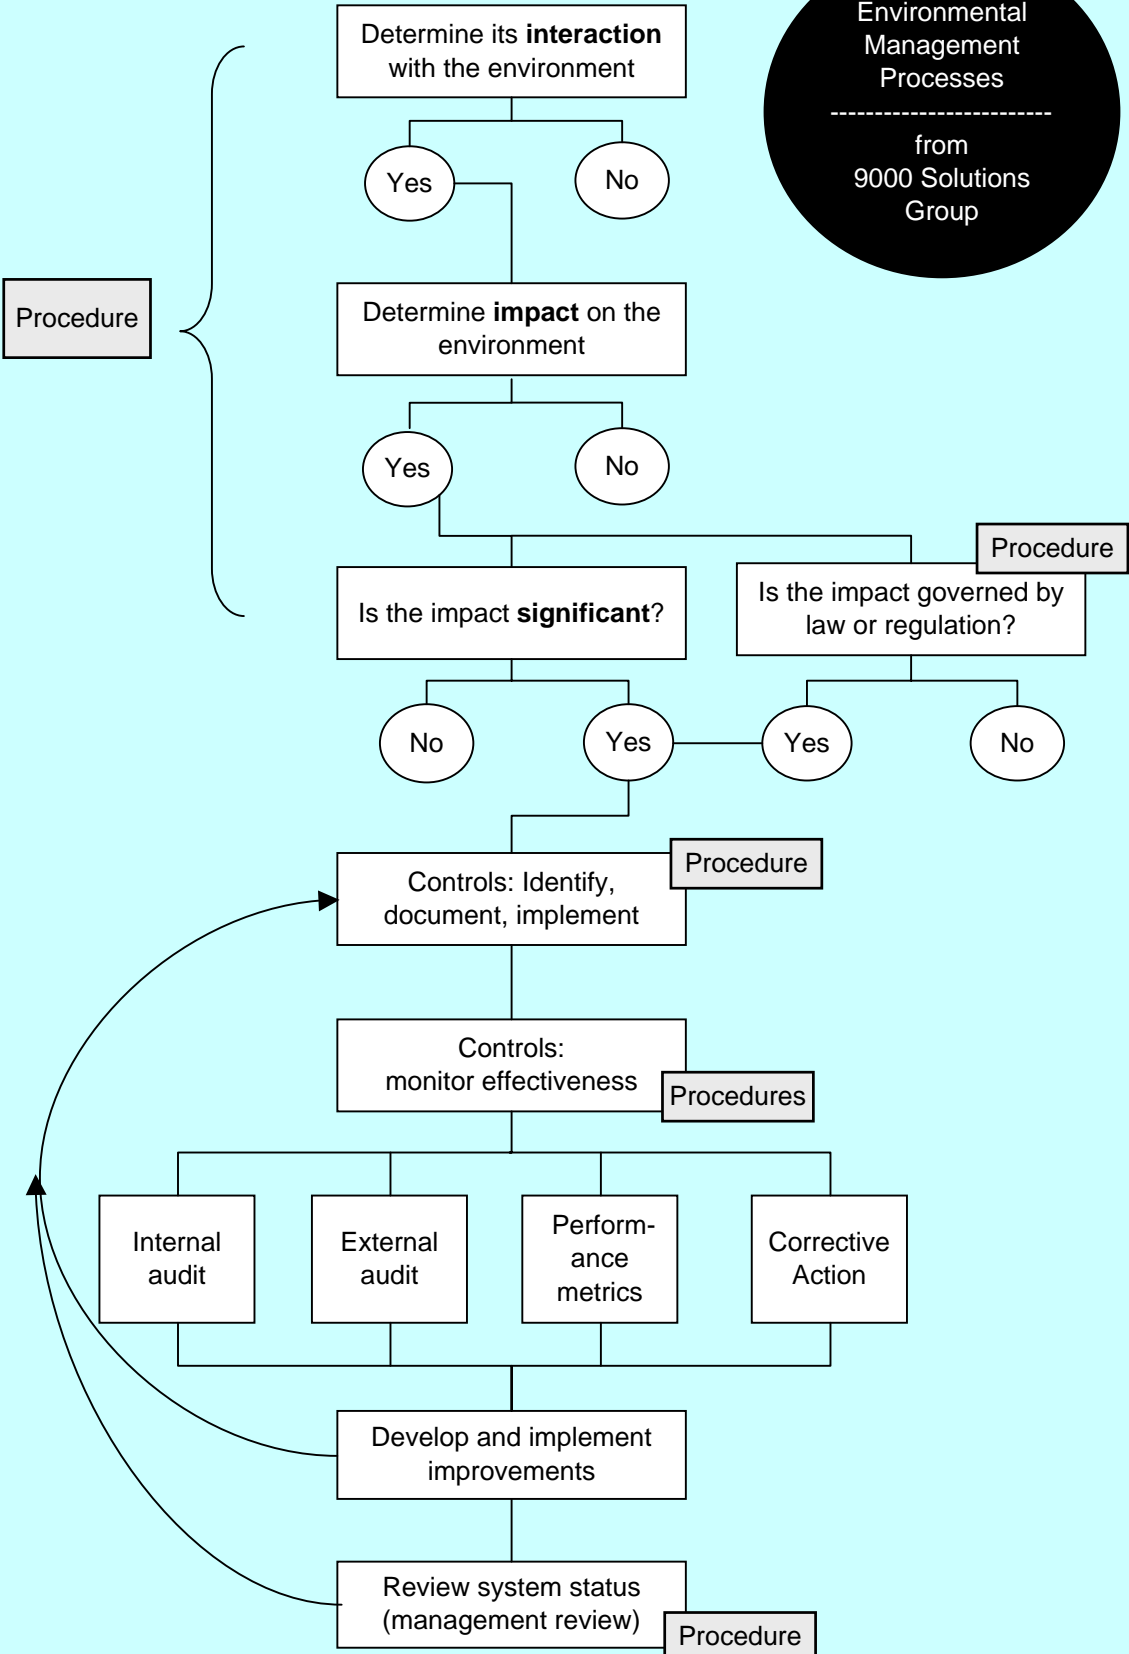 Environmental
Management
Processes
-------------------------
from
9000 Solutions
Group
Determine its interaction
with the environment
Yes
No
Procedure
Determine impact on the
environment
Yes
No
Procedure
Is the impact significant?
Is the impact governed by
law or regulation?
No
Yes
Yes
No
Procedure
Controls: Identify,
document, implement
Controls:
monitor effectiveness
Procedures
Internal
audit
External
audit
Perform-
ance
metrics
Corrective
Action
Develop and implement
improvements
Review system status
(management review)
Procedure